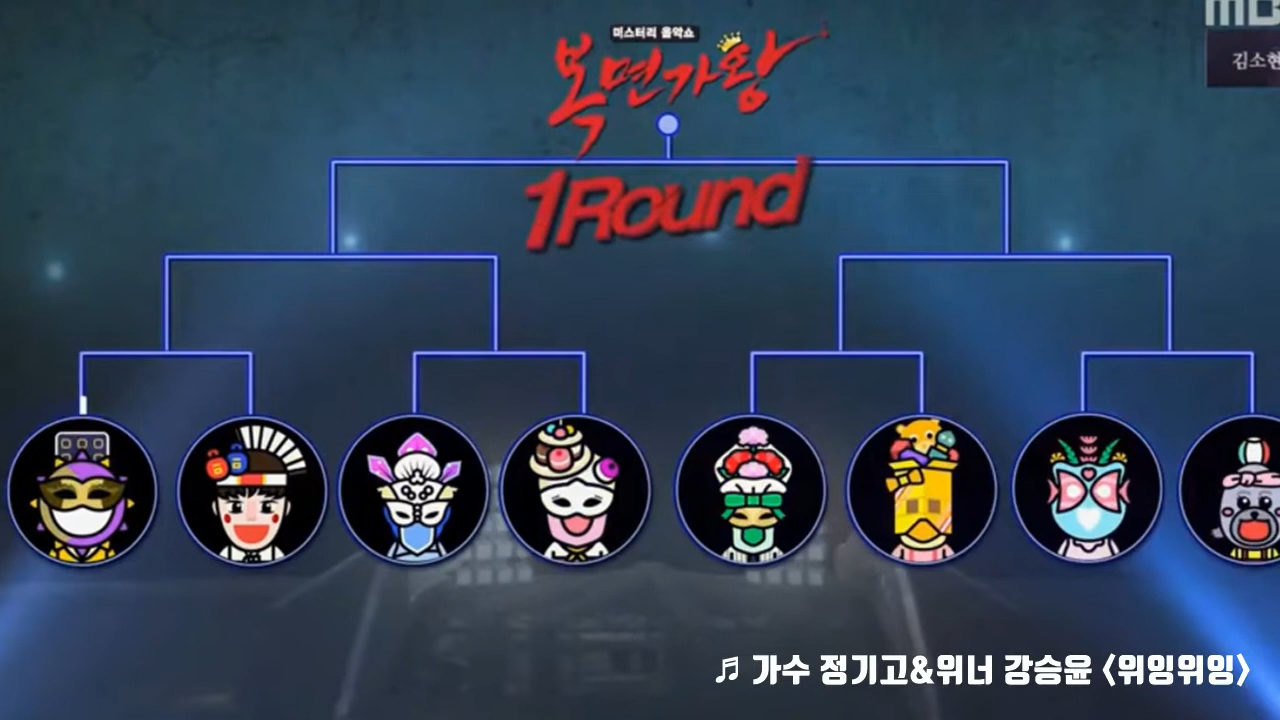 미스터리 음악쇼
복면가왕
MB
김소현
1Round
♬ 가수 정기고&위너 강승윤 <위잉위잉>